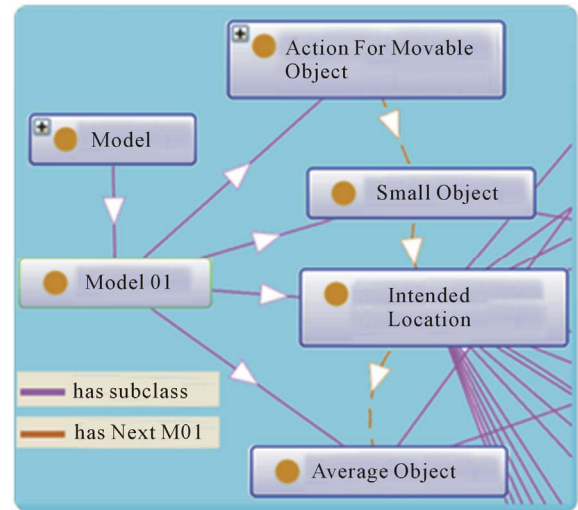 Action For Movable
Object
Model
Small Object
Model 01
Intended
Location
has subclass
has Next M01
Average Object